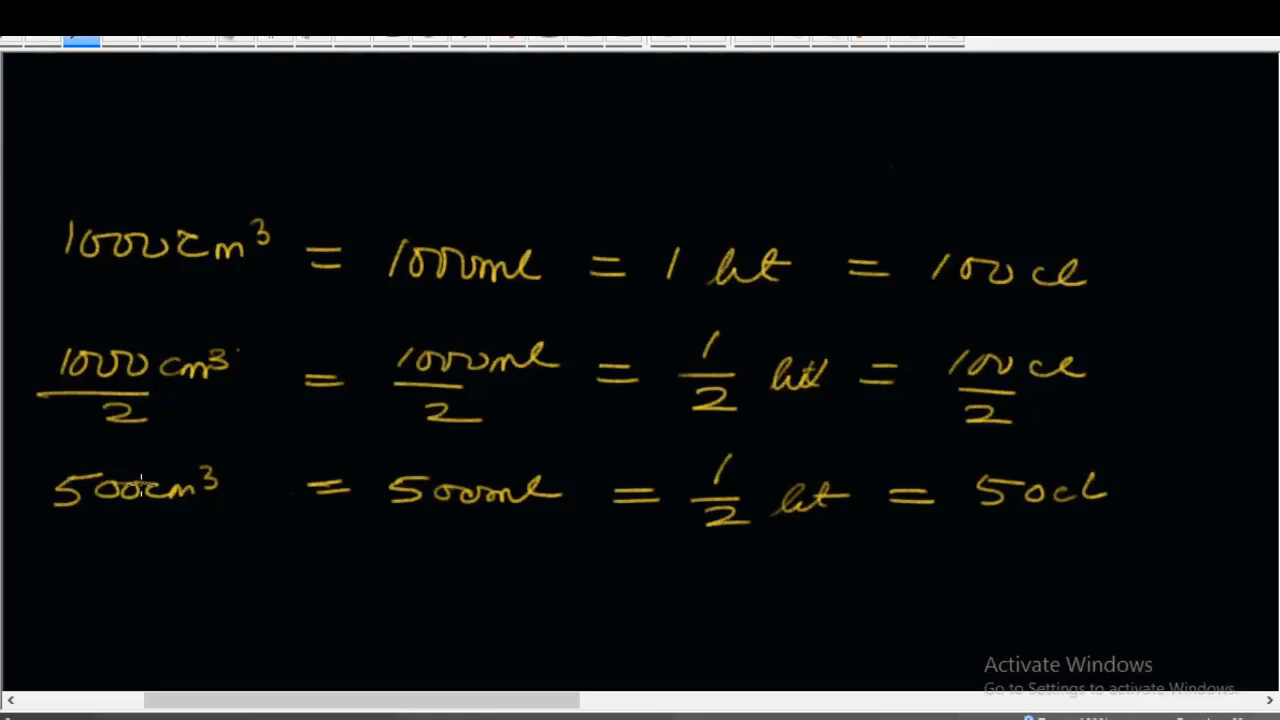 1000cm³ = 1000ml = 1 lit = 100cl
1000cm³/2 = 1000ml/2 = 1/2 lit = 100cl/2
500cm³ = 500ml = 1/2 lit = 50cl
Activate Windows
Go to Settings to activate Windows.